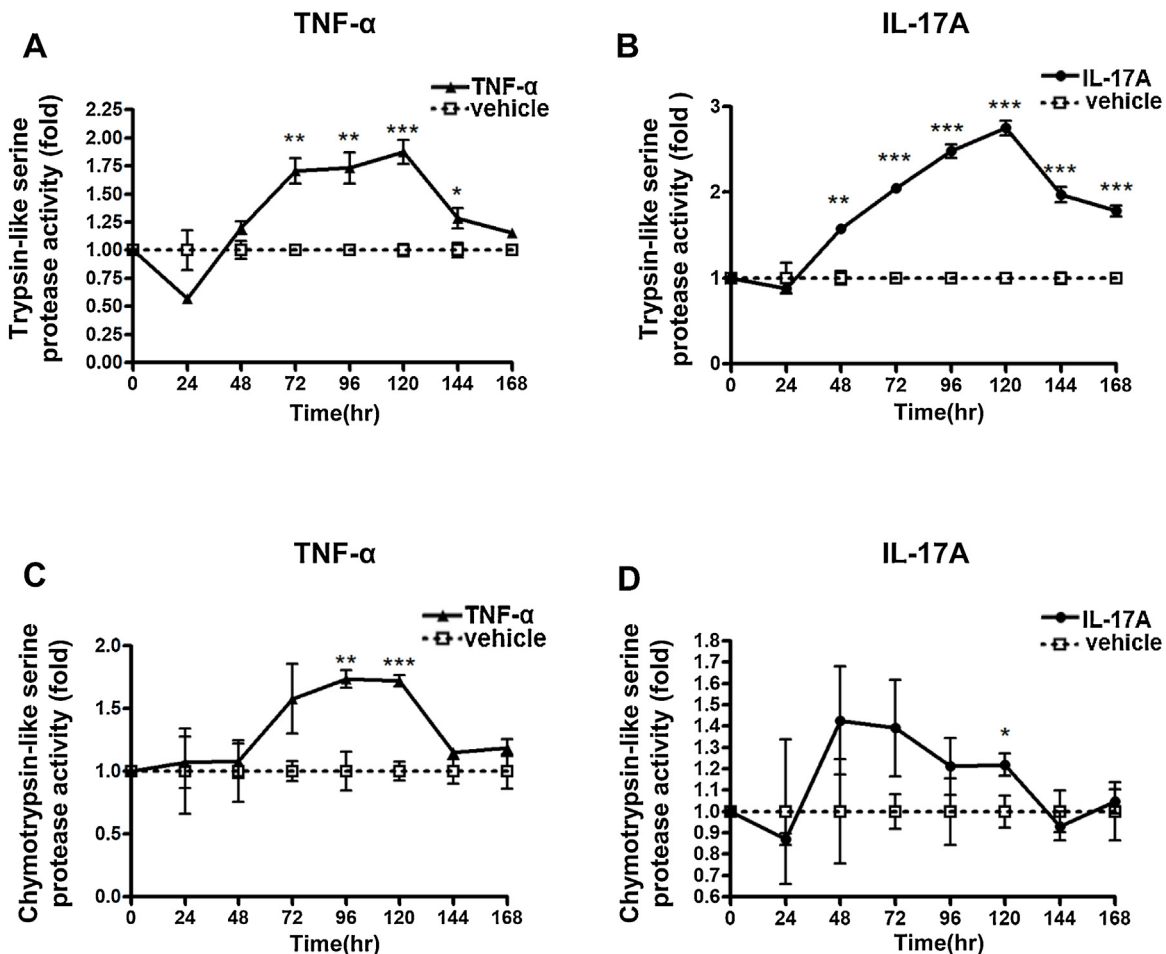 A
TNF-α
TNF-α
vehicle
Trypsin-like serine
protease activity (fold)
2.25
2.00
1.75
1.50
1.25
1.00
0.75
0.50
0.25
0.00
** ** *** *
0 24 48 72 96 120 144 168
Time(hr)
B
IL-17A
IL-17A
vehicle
Trypsin-like serine
protease activity (fold )
3
2
1
0
** *** *** *** *** ***
0 24 48 72 96 120 144 168
Time(hr)
C
TNF-α
TNF-α
vehicle
Chymotrypsin-like serine
protease activity (fold)
2.0
1.5
1.0
0.5
0.0
** ***
0 24 48 72 96 120 144 168
Time(hr)
D
IL-17A
IL-17A
vehicle
Chymotrypsin-like serine
protease activity (fold)
1.8
1.7
1.6
1.5
1.4
1.3
1.2
1.1
1.0
0.9
0.8
0.7
0.6
*
0 24 48 72 96 120 144 168
Time(hr)